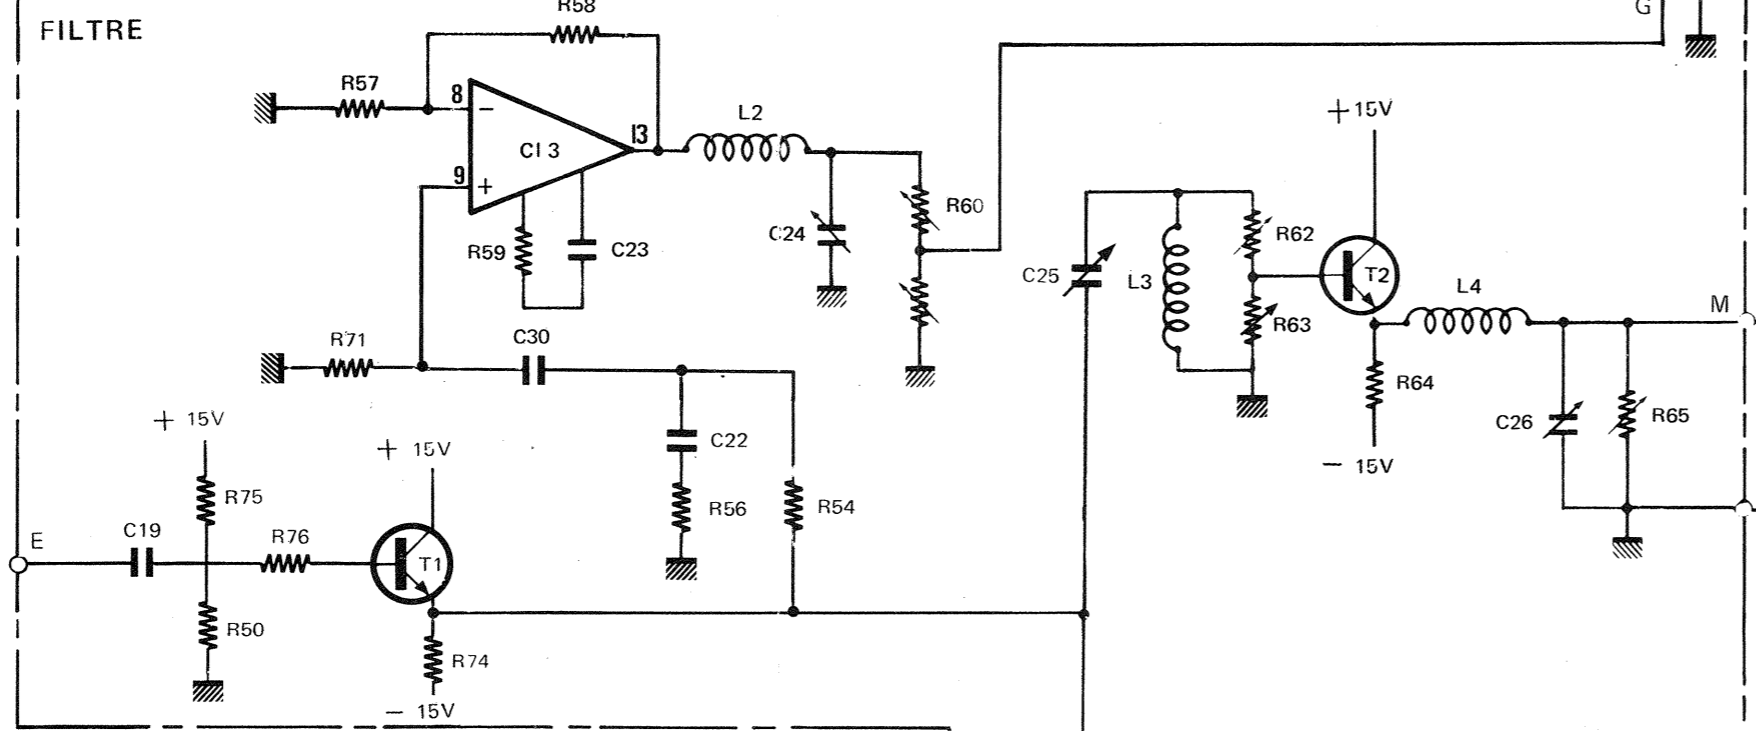 R58
G
FILTRE
R57
8
−
13
L2
CI 3
9
+
R59
C23
C24
R60
+ 15V
C25
L3
R62
T2
R63
L4
M
R71
C30
R64
− 15V
C26
R65
+ 15V
+ 15V
C22
R75
R56
R54
E
C19
R76
T1
R50
R74
− 15V